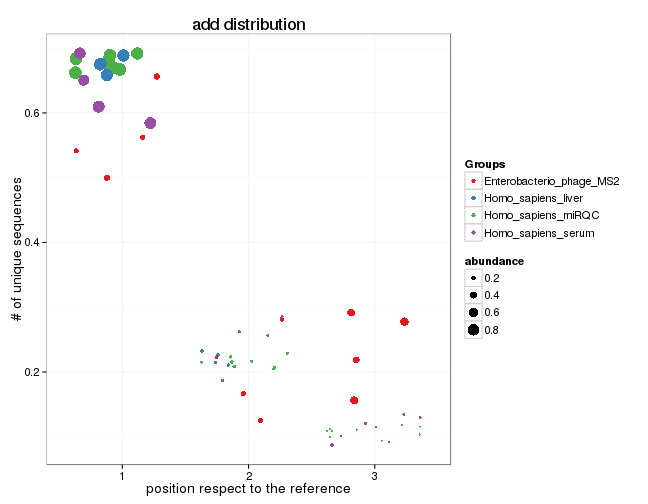 add distribution
# of unique sequences
0.6
0.4
0.2
1
2
3
position respect to the reference
Groups
Enterobacterio_phage_MS2
Homo_sapiens_liver
Homo_sapiens_miRQC
Homo_sapiens_serum
abundance
0.2
0.4
0.6
0.8